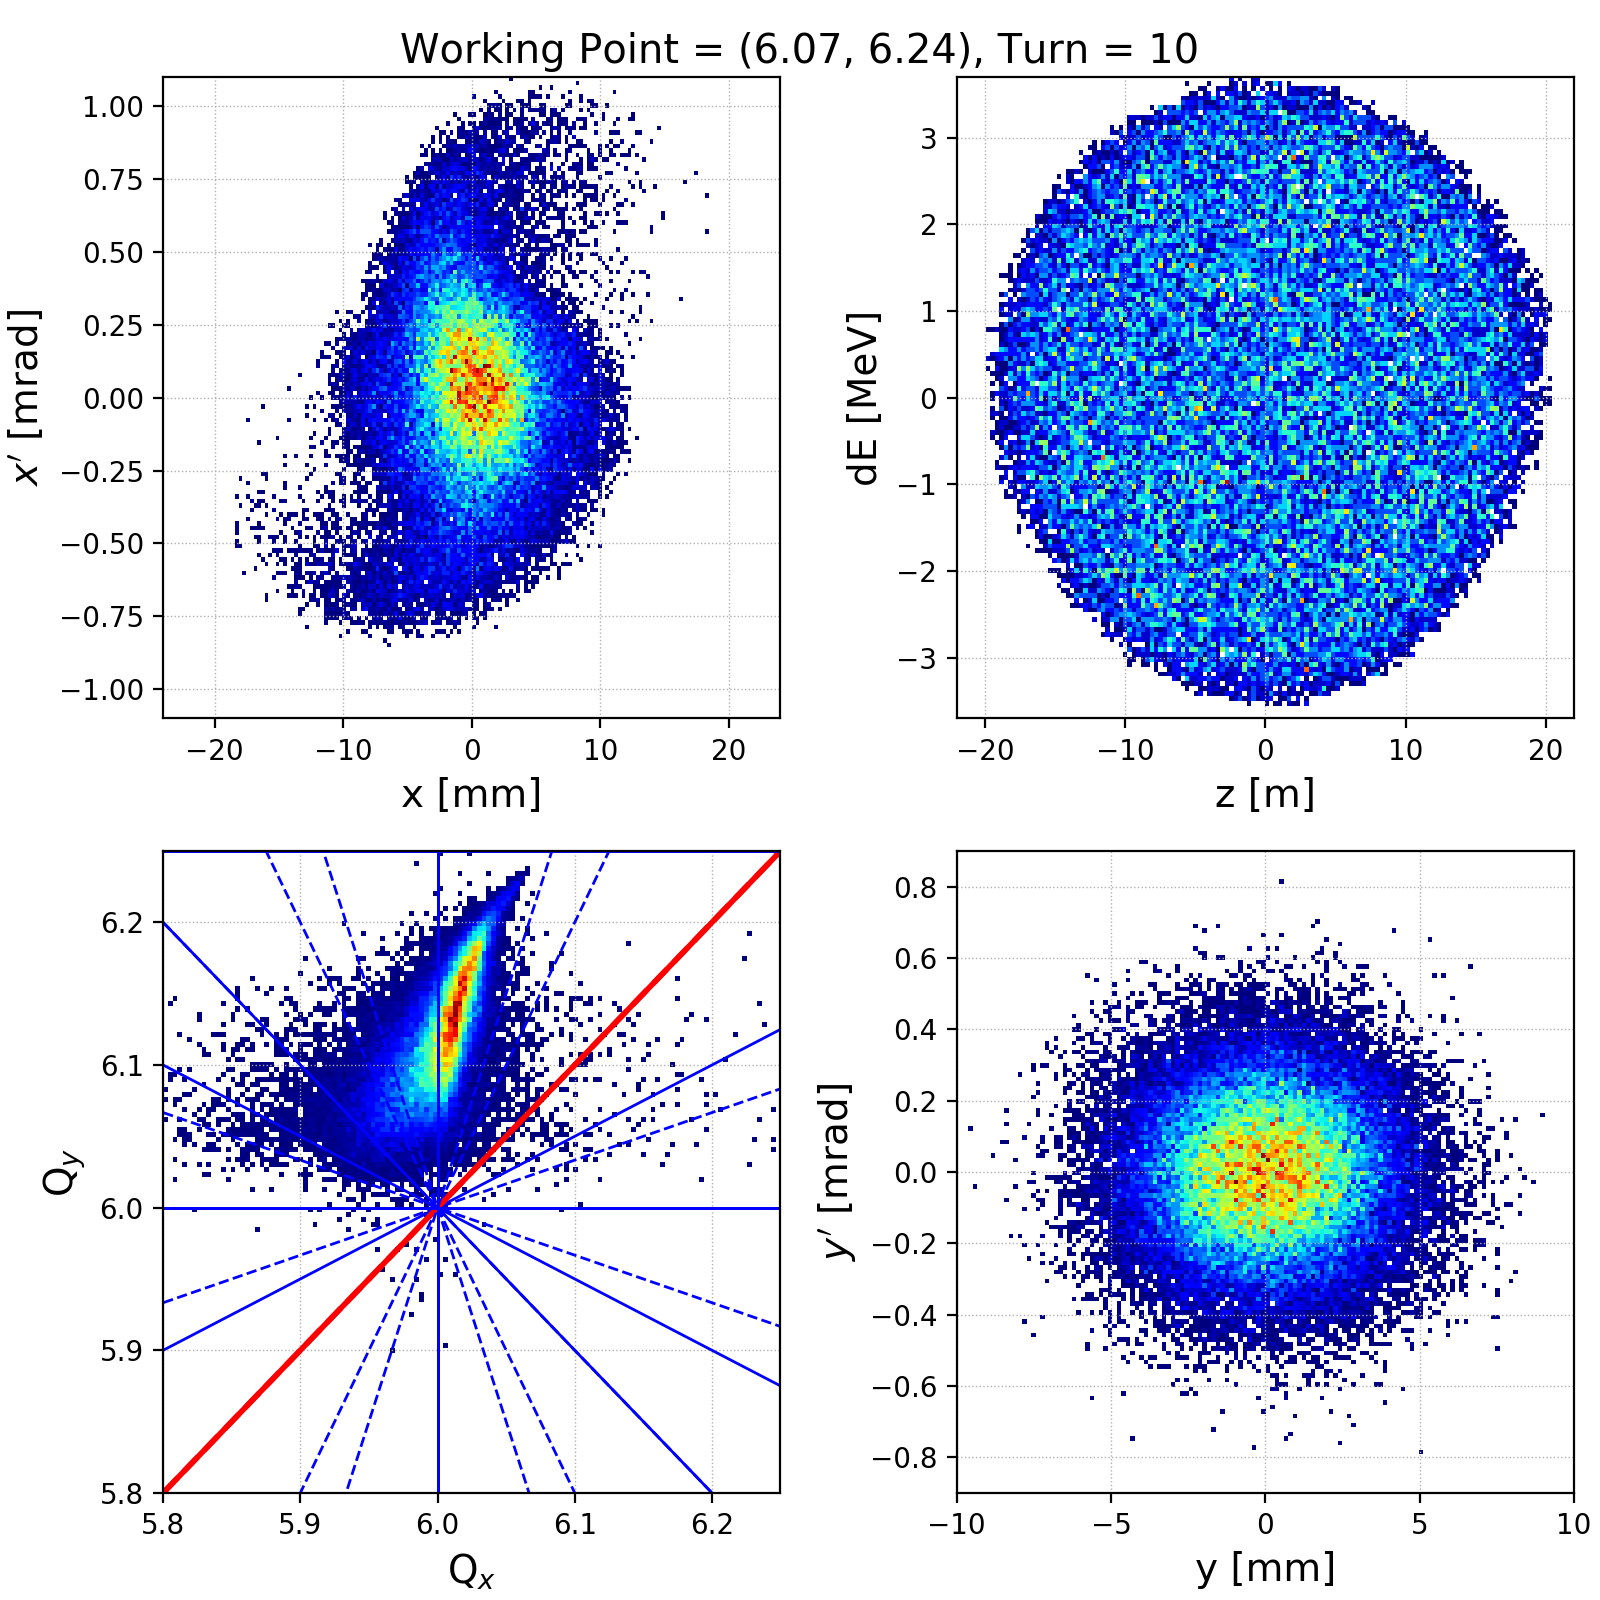 Working Point = (6.07, 6.24), Turn = 10
1.00
0.75
0.50
0.25
0.00
−0.25
−0.50
−0.75
−1.00
x′ [mrad]
−20 −10 0 10 20
x [mm]
3
2
1
0
−1
−2
−3
dE [MeV]
−20 −10 0 10 20
z [m]
6.2
6.1
6.0
5.9
5.8
Qy
5.8 5.9 6.0 6.1 6.2
Qx
0.8
0.6
0.4
0.2
0.0
−0.2
−0.4
−0.6
−0.8
y′ [mrad]
−10 −5 0 5 10
y [mm]